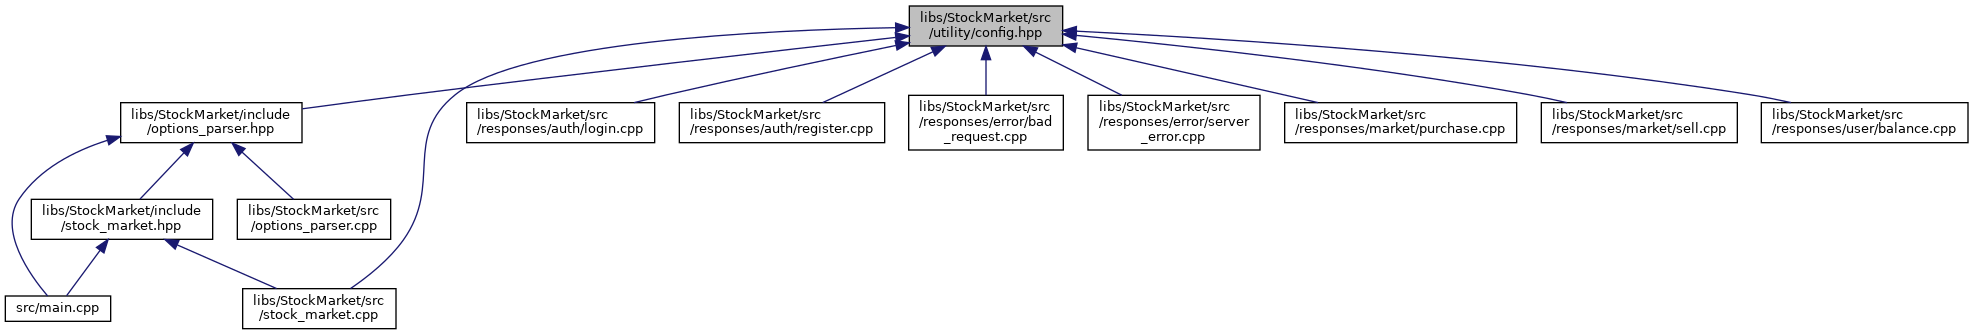 libs/StockMarket/src
/utility/config.hpp
libs/StockMarket/include
/options_parser.hpp
libs/StockMarket/src
/responses/auth/login.cpp
libs/StockMarket/src
/responses/auth/register.cpp
libs/StockMarket/src
/responses/error/bad
_request.cpp
libs/StockMarket/src
/responses/error/server
_error.cpp
libs/StockMarket/src
/responses/market/purchase.cpp
libs/StockMarket/src
/responses/market/sell.cpp
libs/StockMarket/src
/responses/user/balance.cpp
libs/StockMarket/include
/stock_market.hpp
libs/StockMarket/src
/options_parser.cpp
src/main.cpp
libs/StockMarket/src
/stock_market.cpp